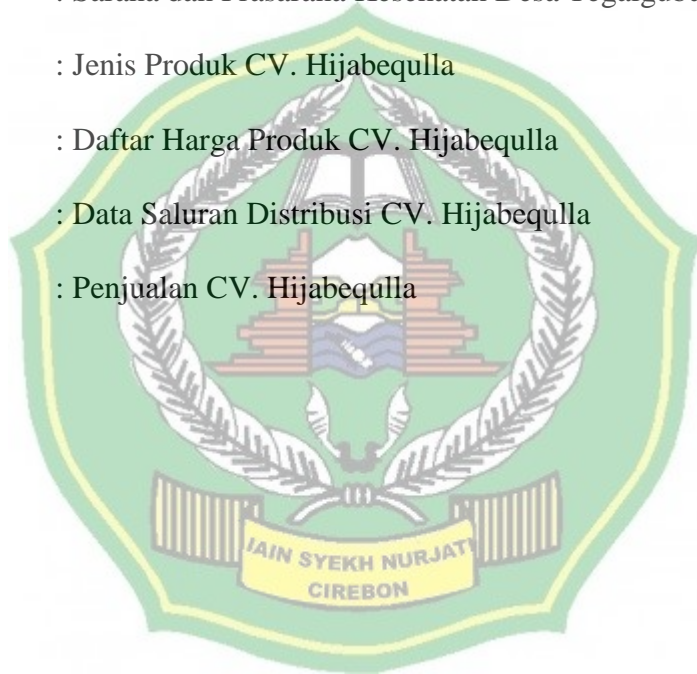 : Jenis Produk CV. Hijabequlla
: Daftar Harga Produk CV. Hijabequlla
: Data Saluran Distribusi CV. Hijabequlla
: Penjualan CV. Hijabequlla
IAIN SYEKH NURJATI
CIREBON